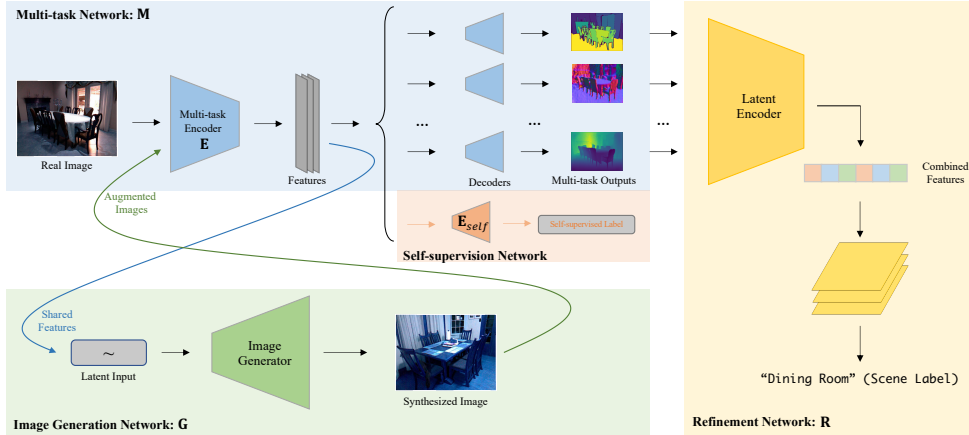 Multi-task Network: M
Multi-task
Encoder
E
Real Image
Features
...
...
...
Decoders
Multi-task Outputs
Augmented
Images
E_self
Self-supervised Label
Self-supervision Network
Shared
Features
~
Latent Input
Image
Generator
Synthesized Image
Image Generation Network: G
Latent
Encoder
Combined
Features
“Dining Room” (Scene Label)
Refinement Network: R